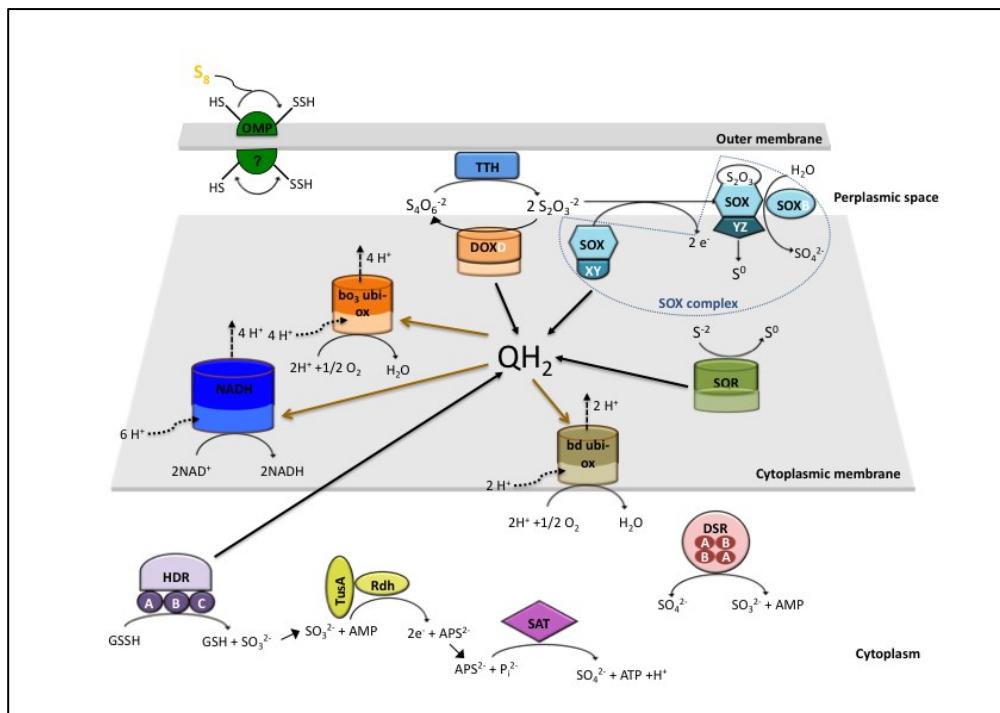 S₈
HS SSH
OMP
Outer membrane
?
HS SSH
TTH
S₄O₆⁻² 2 S₂O₃⁻²
S₂O₃ H₂O
SOX SOXB
Perplasmic space
YZ
DOXD
SOX
XY
2 e⁻
SO₄²⁻
S⁰
SOX complex
4 H⁺
bo₃ ubi-
ox
4 H⁺ 4 H⁺
2H⁺ +1/2 O₂ H₂O
QH₂
S⁻² S⁰
SQR
NADH
6 H⁺
2NAD⁺ 2NADH
2 H⁺
bd ubi-
ox
2 H⁺
Cytoplasmic membrane
2H⁺ +1/2 O₂ H₂O
DSR
A B
B A
SO₄²⁻ SO₃²⁻ + AMP
HDR
A B C
GSSH GSH + SO₃²⁻
TusA Rdh
SO₃²⁻ + AMP 2e⁻ + APS²⁻
SAT
APS²⁻ + Pᵢ²⁻ SO₄²⁻ + ATP +H⁺
Cytoplasm